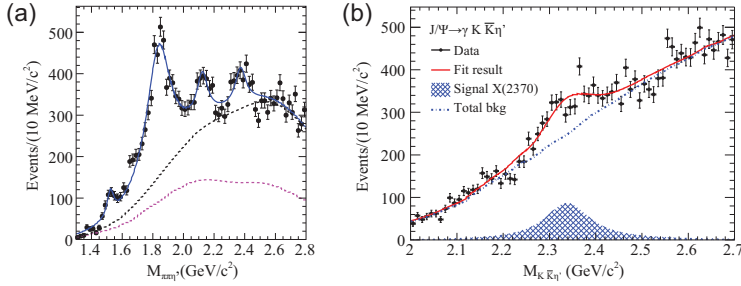 (a)
Events/(10 MeV/c²)
500
400
300
200
100
0
1.4 1.6 1.8 2.0 2.2 2.4 2.6 2.8
M_ππη'(GeV/c²)
(b)
Events/(10 MeV/c²)
500
400
300
200
100
0
J/Ψ→γ K K̅η'
Data
Fit result
Signal X(2370)
Total bkg
2 2.1 2.2 2.3 2.4 2.5 2.6 2.7
M_K K̅η' (GeV/c²)